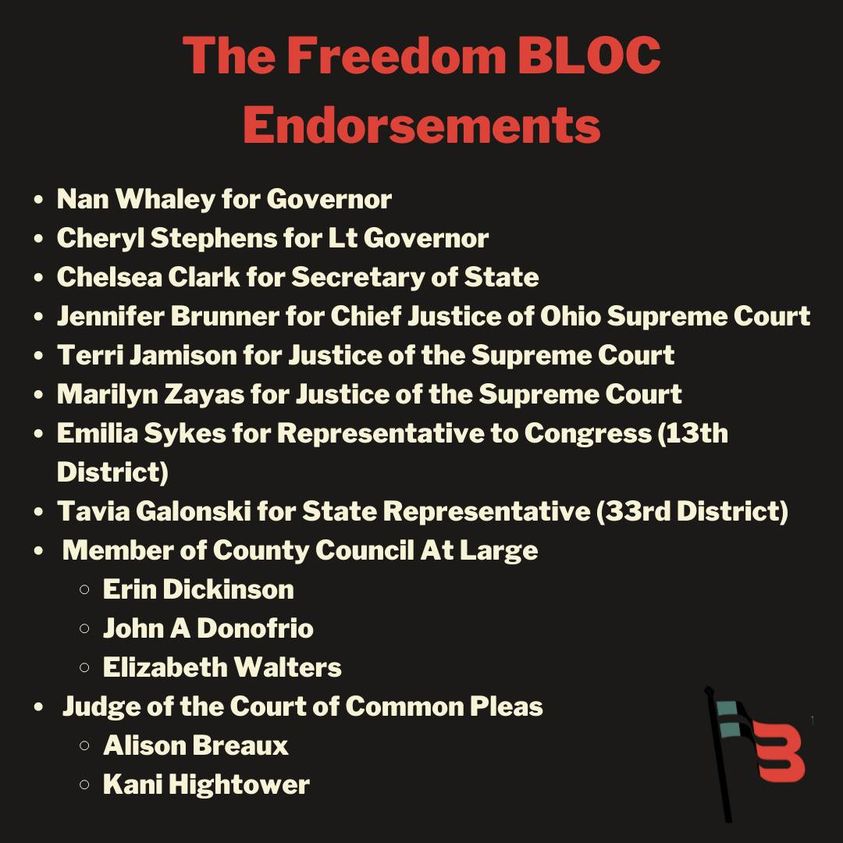 The Freedom BLOC
Endorsements
• Nan Whaley for Governor
• Cheryl Stephens for Lt Governor
• Chelsea Clark for Secretary of State
• Jennifer Brunner for Chief Justice of Ohio Supreme Court
• Terri Jamison for Justice of the Supreme Court
• Marilyn Zayas for Justice of the Supreme Court
• Emilia Sykes for Representative to Congress (13th
District)
• Tavia Galonski for State Representative (33rd District)
• Member of County Council At Large
◦ Erin Dickinson
◦ John A Donofrio
◦ Elizabeth Walters
• Judge of the Court of Common Pleas
◦ Alison Breaux
◦ Kani Hightower
B